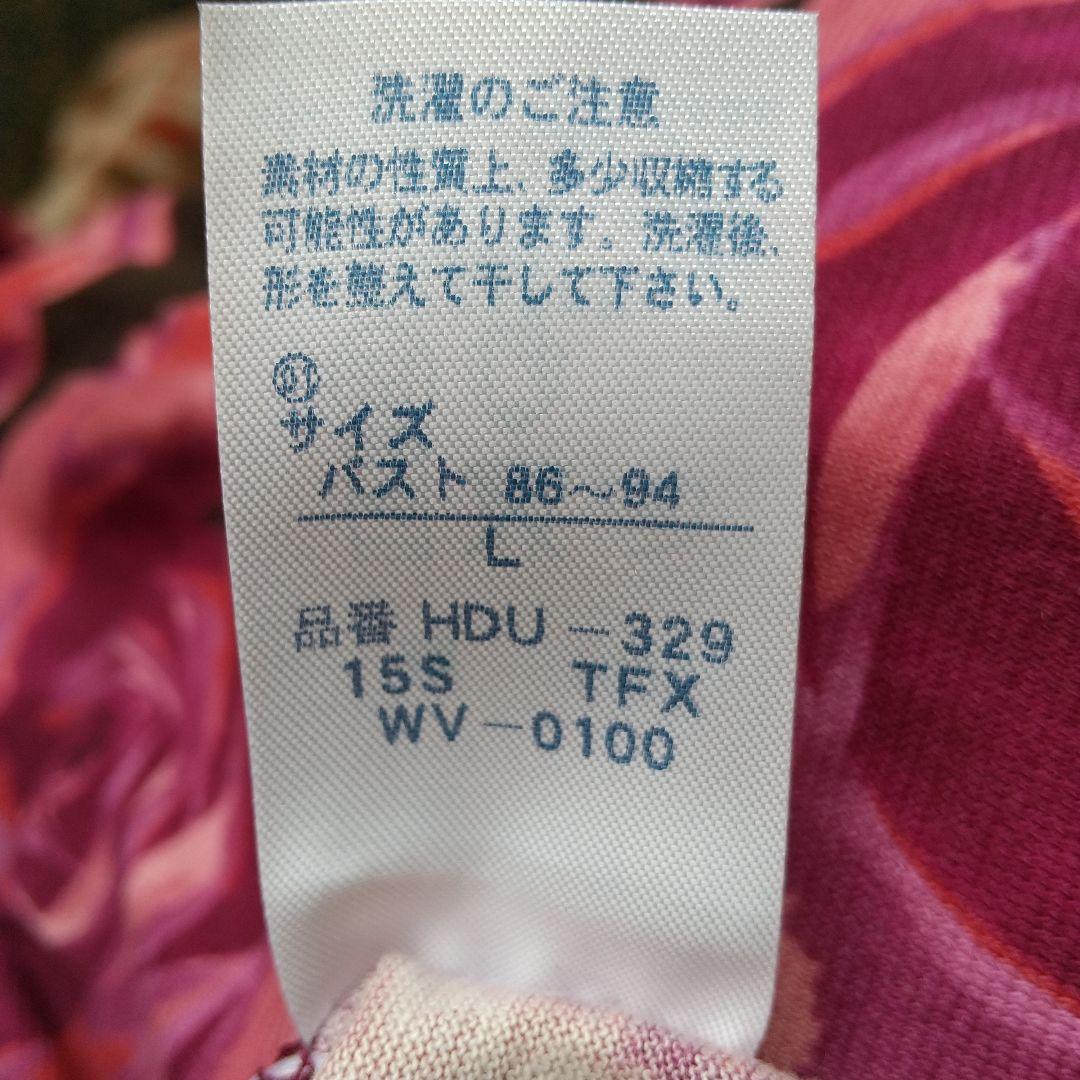 洗濯のご注意
素材の性質上、多少収縮する
可能性があります。洗濯後、
形を整えて干して下さい。
サイズ
バスト 86〜94
L
品番 HDU－329
15S TFX
WV－0100